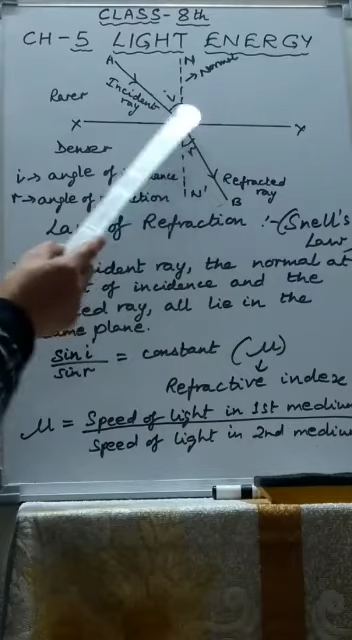 CLASS-8th
CH-5 LIGHT ENERGY
A
N
→Normal
Incident ray
i
Rarer
X
X
Denser
r
i→ angle of
r→angle of
N'
Refracted ray
B
of Refraction :-(Snell's Law
ident ray, the normal at
of incidence and the
ray, all lie in the
plane.
sin i
sin r
= constant (μ)
↓
Refractive index
μ = Speed of light in 1st medium
Speed of light in 2nd medium